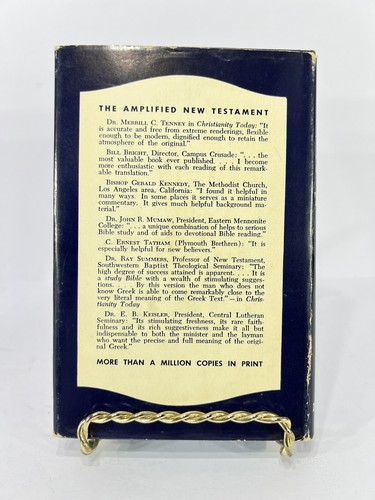 THE AMPLIFIED NEW TESTAMENT
DR. MERRILL C. TENNEY in Christianity Today: "It
is accurate and free from extreme renderings, flexible
enough to be modern, dignified enough to retain the
atmosphere of the original."
BILL BRIGHT, Director, Campus Crusade: ". . . the
most valuable book ever published. . . . I become
more enthusiastic with each reading of this remark-
able translation."
BISHOP GERALD KENNEDY, The Methodist Church,
Los Angeles area, California: "I found it helpful in
many ways. In some places it serves as a miniature
commentary. It gives much helpful background ma-
terial."
DR. JOHN R. MUMAW, President, Eastern Mennonite
College: ". . . a unique combination of helps to serious
Bible study and of aids to devotional Bible reading."
C. ERNEST TATHAM (Plymouth Brethren): "It is
especially helpful for new believers."
DR. RAY SUMMERS, Professor of New Testament,
Southwestern Baptist Theological Seminary: "The
high degree of success attained is apparent. . . . It is
a study Bible with a wealth of stimulating sugges-
tions. . . . By this version the man who does not
know Greek is able to come remarkably close to the
very literal meaning of the Greek Text."—in Chris-
tianity Today
DR. E. B. KEISLER, President, Central Lutheran
Seminary: "Its stimulating freshness, its rare faith-
fulness and its rich suggestiveness make it all but
indispensable to both the minister and the layman
who want the precise and full meaning of the origi-
nal Greek."
MORE THAN A MILLION COPIES IN PRINT